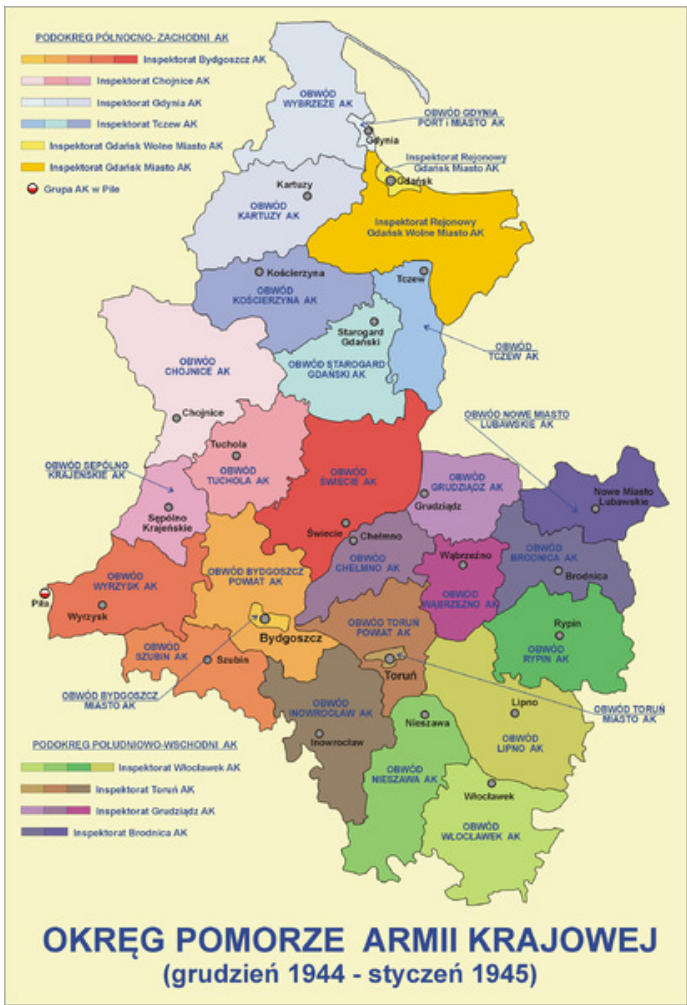 PODOKRĘG PÓŁNOCNO-ZACHODNI AK
Inspektorat Bydgoszcz AK
Inspektorat Chojnice AK
Inspektorat Gdynia AK
Inspektorat Tczew AK
Inspektorat Gdańsk Wolne Miasto AK
Inspektorat Gdańsk Miasto AK
Grupa AK w Pile
OBWÓD
WYBRZEŻE AK
OBWÓD GDYNIA
PORT i MIASTO AK
Gdynia
Inspektorat Rejonowy
Gdańsk Miasto AK
Gdańsk
Kartuzy
OBWÓD
KARTUZY AK
Inspektorat Rejonowy
Gdańsk Wolne Miasto AK
Kościerzyna
OBWÓD
KOŚCIERZYNA AK
Tczew
Starogard
Gdański
OBWÓD
TCZEW AK
OBWÓD STAROGARD
GDAŃSKI AK
OBWÓD
CHOJNICE AK
Chojnice
OBWÓD NOWE MIASTO
LUBAWSKIE AK
Tuchola
OBWÓD
TUCHOLA AK
OBWÓD SĘPÓLNO
KRAJEŃSKIE AK
Sępólno
Krajeńskie
OBWÓD
ŚWIECIE AK
Świecie
OBWÓD
GRUDZIĄDZ AK
Grudziądz
Nowe Miasto
Lubawskie
Chełmno
OBWÓD
CHEŁMNO AK
Wąbrzeźno
OBWÓD
WĄBRZEŹNO AK
OBWÓD
BRODNICA AK
Brodnica
Piła
OBWÓD
WYRZYSK AK
Wyrzysk
OBWÓD BYDGOSZCZ
POWIAT AK
Bydgoszcz
OBWÓD TORUŃ
POWIAT AK
Toruń
Rypin
OBWÓD
RYPIN AK
OBWÓD
SZUBIN AK
Szubin
OBWÓD BYDGOSZCZ
MIASTO AK
OBWÓD
INOWROCŁAW AK
Inowrocław
Nieszawa
OBWÓD
NIESZAWA AK
Lipno
OBWÓD
LIPNO AK
OBWÓD TORUŃ
MIASTO AK
Włocławek
OBWÓD
WŁOCŁAWEK AK
PODOKRĘG POŁUDNIOWO-WSCHODNI AK
Inspektorat Włocławek AK
Inspektorat Toruń AK
Inspektorat Grudziądz AK
Inspektorat Brodnica AK
OKRĘG POMORZE ARMII KRAJOWEJ
(grudzień 1944 - styczeń 1945)